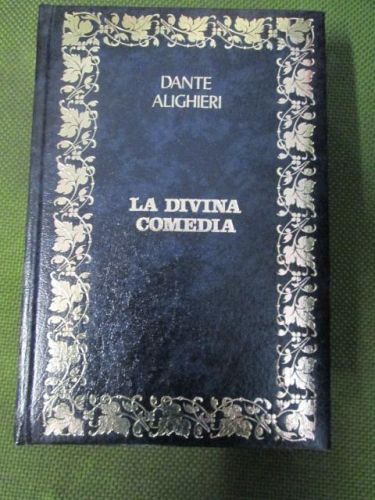 DANTE
ALIGHIERI
LA DIVINA
COMEDIA